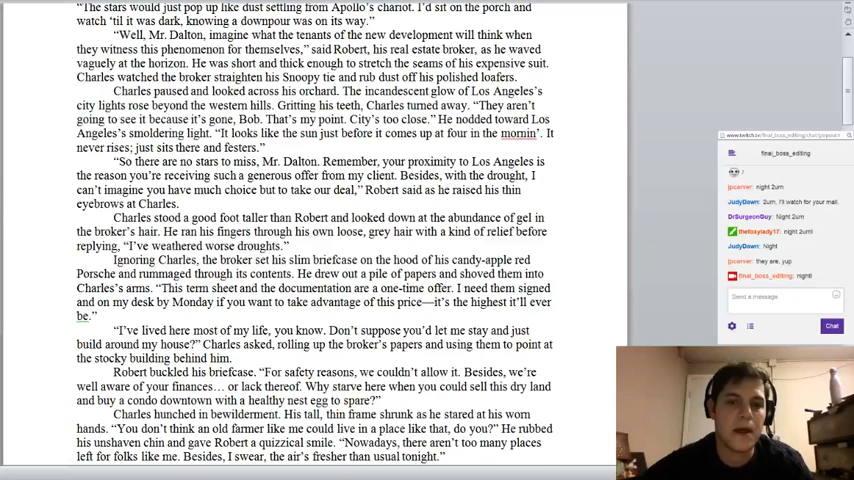 "The stars would just pop up like dust settling from Apollo's chariot. I'd sit on the porch and
watch 'til it was dark, knowing a downpour was on its way."
"Well, Mr. Dalton, imagine what the tenants of the new development will think when
they witness this phenomenon for themselves," said Robert, his real estate broker, as he waved
vaguely at the horizon. He was short and thick enough to stretch the seams of his expensive suit.
Charles watched the broker straighten his Snoopy tie and rub dust off his polished loafers.
Charles paused and looked across his orchard. The incandescent glow of Los Angeles's
city lights rose beyond the western hills. Gritting his teeth, Charles turned away. "They aren't
going to see it because it's gone, Bob. That's my point. City's too close." He nodded toward Los
Angeles's smoldering light. "It looks like the sun just before it comes up at four in the mornin'. It
never rises; just sits there and festers."
"So there are no stars to miss, Mr. Dalton. Remember, your proximity to Los Angeles is
the reason you're receiving such a generous offer from my client. Besides, with the drought, I
can't imagine you have much choice but to take our deal," Robert said as he raised his thin
eyebrows at Charles.
Charles stood a good foot taller than Robert and looked down at the abundance of gel in
the broker's hair. He ran his fingers through his own loose, grey hair with a kind of relief before
replying, "I've weathered worse droughts."
Ignoring Charles, the broker set his slim briefcase on the hood of his candy-apple red
Porsche and rummaged through its contents. He drew out a pile of papers and shoved them into
Charles's arms. "This term sheet and the documentation are a one-time offer. I need them signed
and on my desk by Monday if you want to take advantage of this price—it's the highest it'll ever
be."
"I've lived here most of my life, you know. Don't suppose you'd let me stay and just
build around my house?" Charles asked, rolling up the broker's papers and using them to point at
the stocky building behind him.
Robert buckled his briefcase. "For safety reasons, we couldn't allow it. Besides, we're
well aware of your finances… or lack thereof. Why starve here when you could sell this dry land
and buy a condo downtown with a healthy nest egg to spare?"
Charles hunched in bewilderment. His tall, thin frame shrunk as he stared at his worn
hands. "You don't think an old farmer like me could live in a place like that, do you?" He rubbed
his unshaven chin and gave Robert a quizzical smile. "Nowadays, there aren't too many places
left for folks like me. Besides, I swear, the air's fresher than usual tonight."
final_boss_editing
jpcarver: night 2urn
JudyDawn: 2urn, I'll watch for your mail.
DrSurgeonGuy: Night 2urn
thefoxylady17: night 2urn!
JudyDawn: Night
jpcarver: they are, yup
final_boss_editing: night!
Send a message
Chat